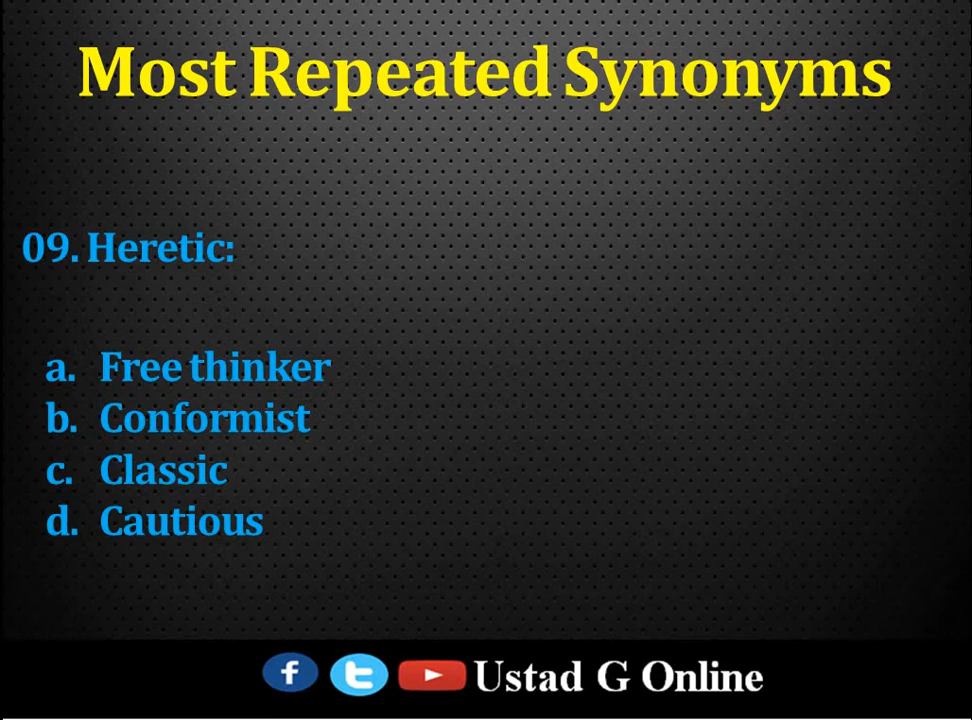 Most Repeated Synonyms
09. Heretic:
a. Free thinker
b. Conformist
c. Classic
d. Cautious
Ustad G Online